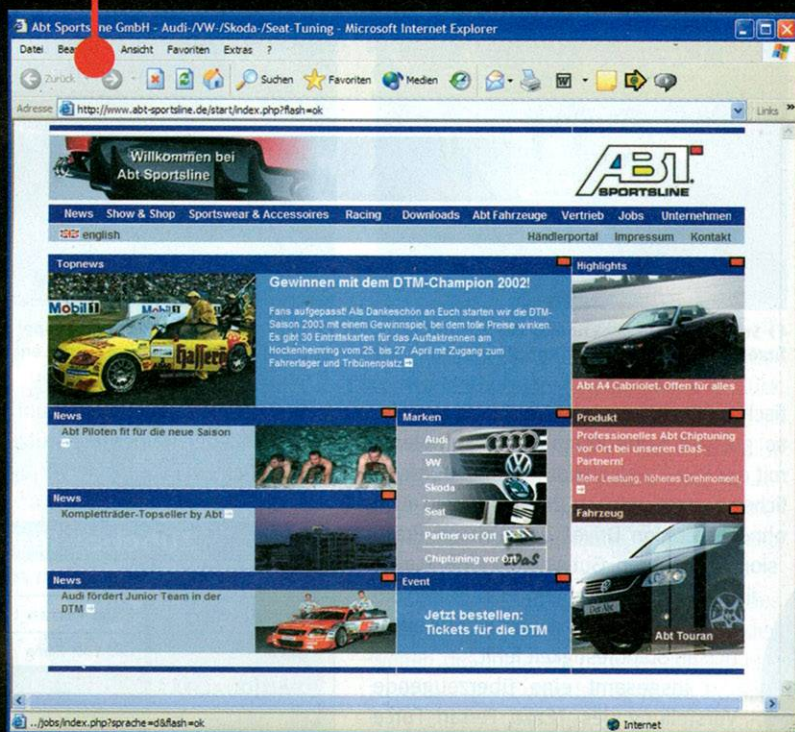 Abt Sportsline GmbH - Audi-/VW-/Skoda-/Seat-Tuning - Microsoft Internet Explorer
Datei Ansicht Favoriten Extras ?
Zurück Suchen Favoriten Medien
Adresse http://www.abt-sportsline.de/start/index.php?flash=ok Links
Willkommen bei
Abt Sportsline
ABT
SPORTSLINE
News Show & Shop Sportswear & Accessoires Racing Downloads Abt Fahrzeuge Vertrieb Jobs Unternehmen
english Händlerportal Impressum Kontakt
Topnews
Mobil 1
Mobil 1
Hasseröder
Gewinnen mit dem DTM-Champion 2002!
Fans aufgepasst! Als Dankeschön an Euch starten wir die DTM-
Saison 2003 mit einem Gewinnspiel, bei dem tolle Preise winken.
Es gibt 30 Eintrittskarten für das Auftaktrennen am
Hockenheimring vom 25. bis 27. April mit Zugang zum
Fahrerlager und Tribünenplatz
Highlights
Abt A4 Cabriolet. Offen für alles
News
Abt Piloten fit für die neue Saison
News
Kompletträder-Topseller by Abt
News
Audi fördert Junior Team in der
DTM
Marken
Audi
VW
Skoda
Seat
Partner vor Ort
Chiptuning vor Ort
EDaS
Event
Jetzt bestellen:
Tickets für die DTM
Produkt
Professionelles Abt Chiptuning
vor Ort bei unseren EDaS-
Partnern!
Mehr Leistung, höheres Drehmoment,
Fahrzeug
Der Abt
Abt Touran
../jobs/index.php?sprache=d&flash=ok Internet